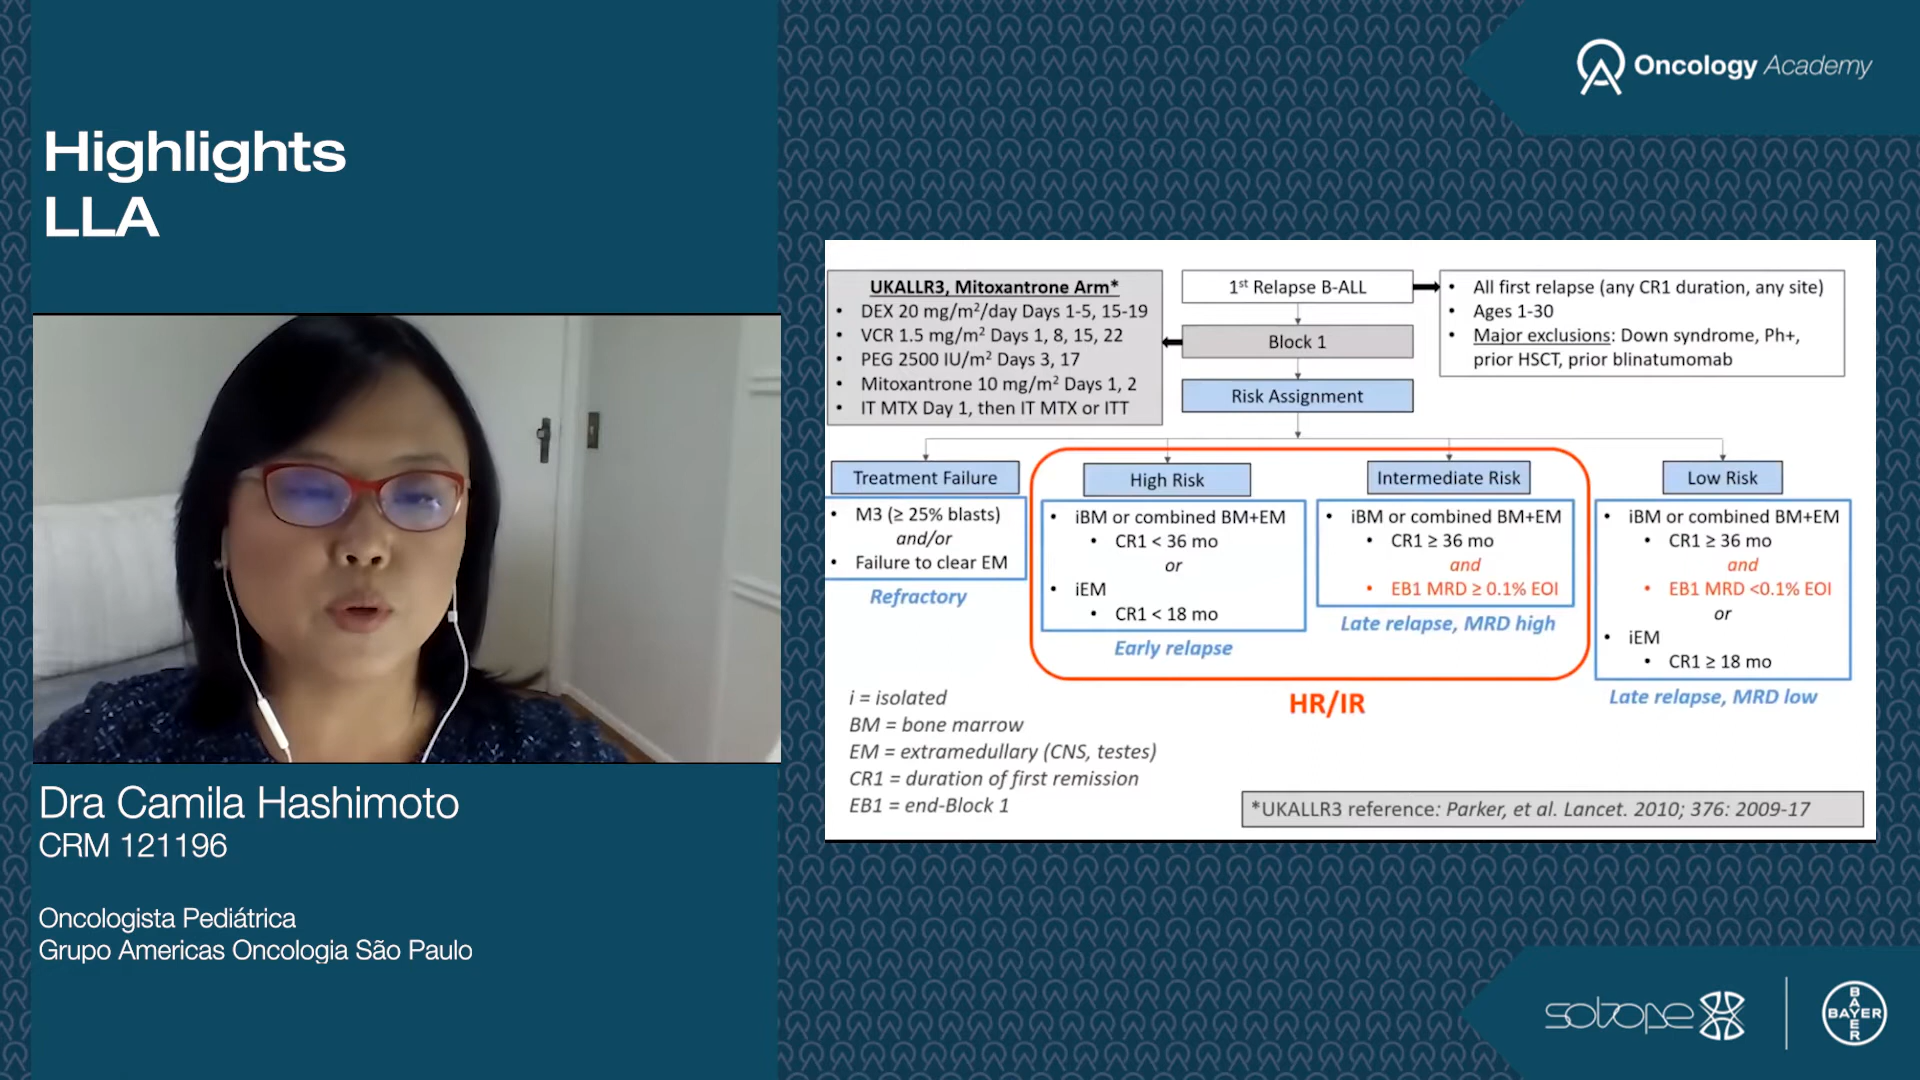 Highlights
LLA
Dra Camila Hashimoto
CRM 121196
Oncologista Pediátrica
Grupo Americas Oncologia São Paulo
Oncology Academy
UKALLR3, Mitoxantrone Arm*
• DEX 20 mg/m²/day Days 1-5, 15-19
• VCR 1.5 mg/m² Days 1, 8, 15, 22
• PEG 2500 IU/m² Days 3, 17
• Mitoxantrone 10 mg/m² Days 1, 2
• IT MTX Day 1, then IT MTX or ITT
1st Relapse B-ALL
Block 1
Risk Assignment
• All first relapse (any CR1 duration, any site)
• Ages 1-30
• Major exclusions: Down syndrome, Ph+,
prior HSCT, prior blinatumomab
Treatment Failure
• M3 (≥ 25% blasts)
and/or
• Failure to clear EM
Refractory
High Risk
• iBM or combined BM+EM
• CR1 < 36 mo
or
• iEM
• CR1 < 18 mo
Early relapse
Intermediate Risk
• iBM or combined BM+EM
• CR1 ≥ 36 mo
and
• EB1 MRD ≥ 0.1% EOI
Late relapse, MRD high
Low Risk
• iBM or combined BM+EM
• CR1 ≥ 36 mo
and
• EB1 MRD <0.1% EOI
or
• iEM
• CR1 ≥ 18 mo
Late relapse, MRD low
HR/IR
i = isolated
BM = bone marrow
EM = extramedullary (CNS, testes)
CR1 = duration of first remission
EB1 = end-Block 1
*UKALLR3 reference: Parker, et al. Lancet. 2010; 376: 2009-17
BAYER
BAYER